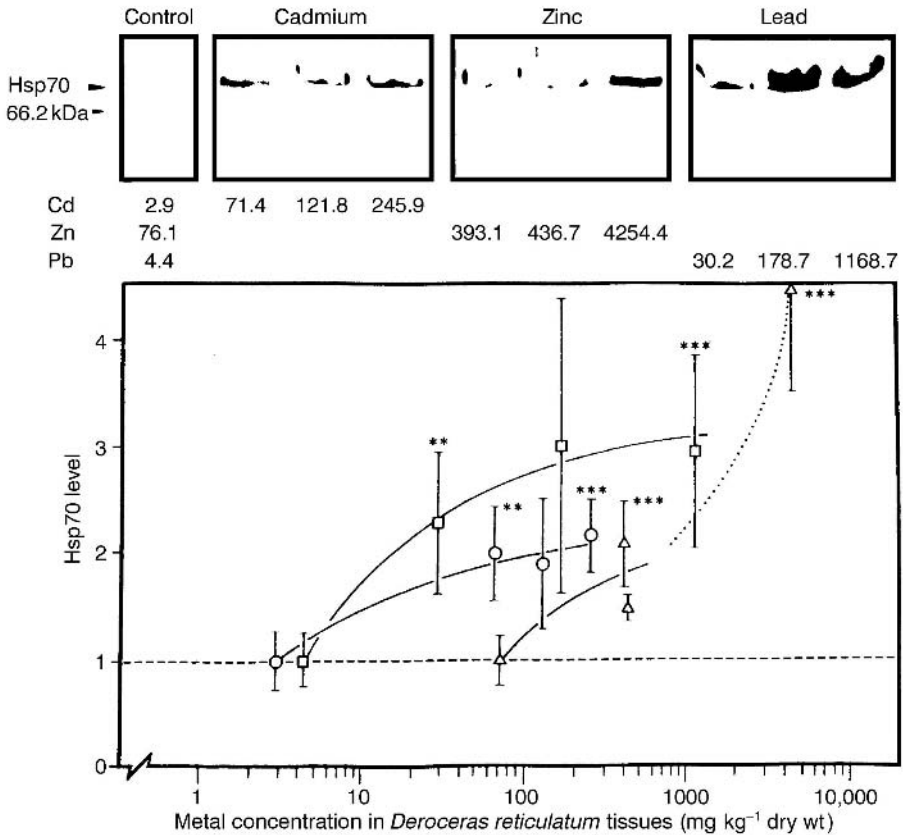 Control Cadmium Zinc Lead
Hsp70
66.2 kDa
Cd 2.9 71.4 121.8 245.9
Zn 76.1 393.1 436.7 4254.4
Pb 4.4 30.2 178.7 1168.7
4
3
2
1
0
Hsp70 level
***
***
**
**
***
***
1 10 100 1000 10,000
Metal concentration in Deroceras reticulatum tissues (mg kg⁻¹ dry wt)